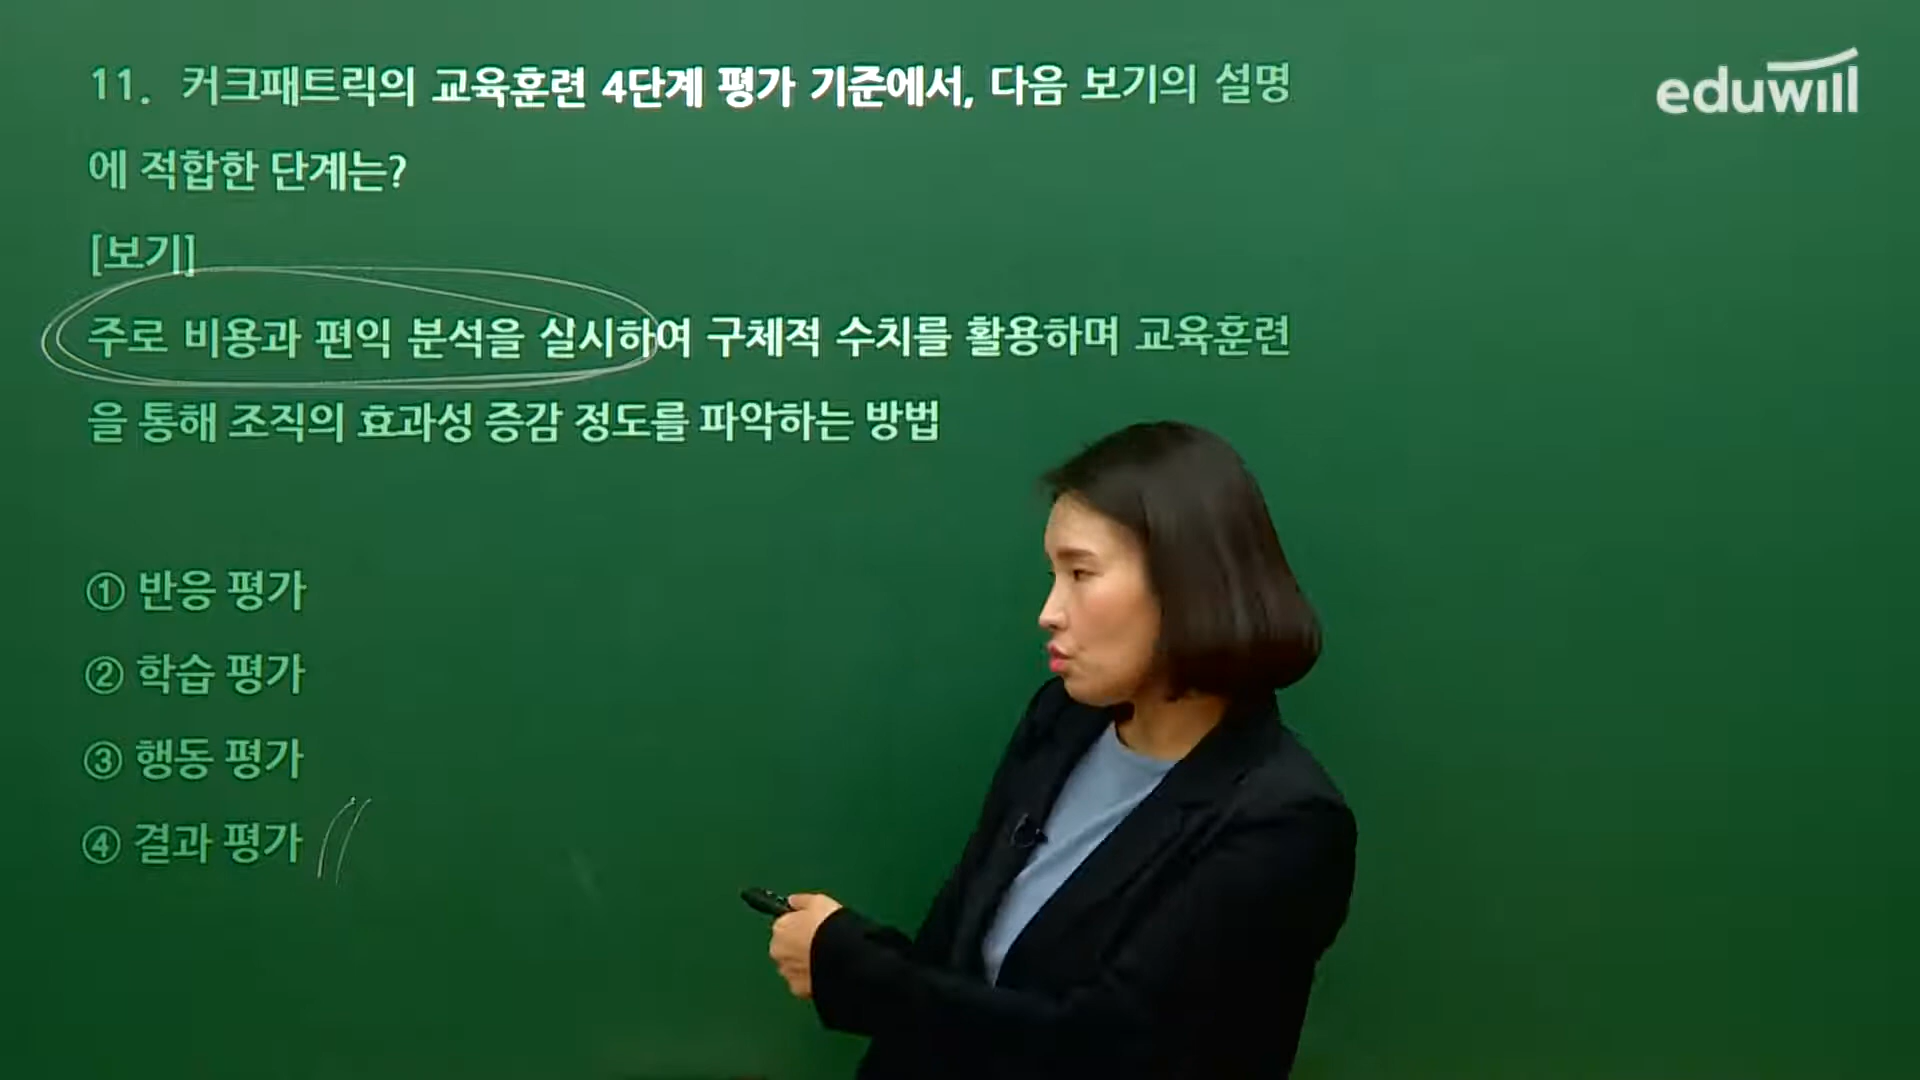 11. 커크패트릭의 교육훈련 4단계 평가 기준에서, 다음 보기의 설명
에 적합한 단계는?
[보기]
주로 비용과 편익 분석을 실시하여 구체적 수치를 활용하며 교육훈련
을 통해 조직의 효과성 증감 정도를 파악하는 방법
① 반응 평가
② 학습 평가
③ 행동 평가
④ 결과 평가
eduwill